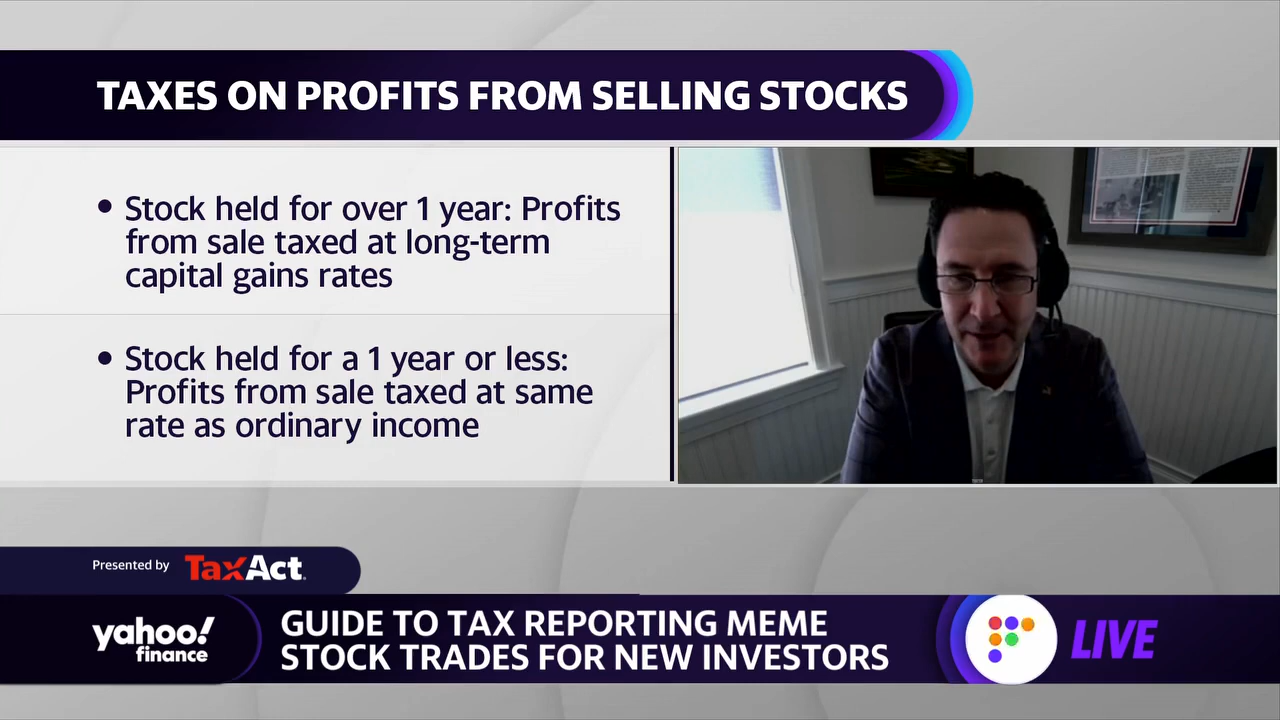 TAXES ON PROFITS FROM SELLING STOCKS
• Stock held for over 1 year: Profits
from sale taxed at long-term
capital gains rates
• Stock held for a 1 year or less:
Profits from sale taxed at same
rate as ordinary income
Presented by TaxAct.
yahoo!
finance
GUIDE TO TAX REPORTING MEME
STOCK TRADES FOR NEW INVESTORS
LIVE